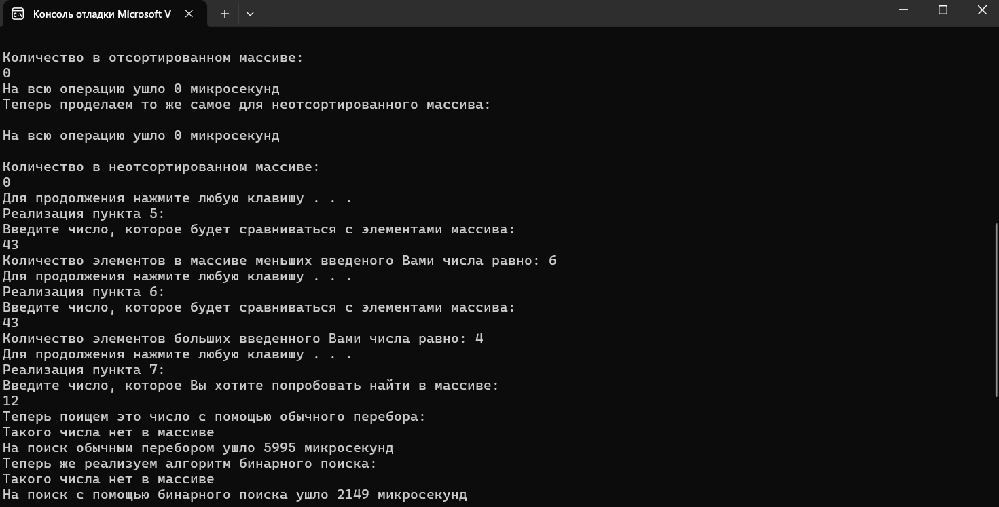 Консоль отладки Microsoft Vi
Количество в отсортированном массиве:
0
На всю операцию ушло 0 микросекунд
Теперь проделаем то же самое для неотсортированного массива:
На всю операцию ушло 0 микросекунд
Количество в неотсортированном массиве:
0
Для продолжения нажмите любую клавишу . . .
Реализация пункта 5:
Введите число, которое будет сравниваться с элементами массива:
43
Количество элементов в массиве меньших введеного Вами числа равно: 6
Для продолжения нажмите любую клавишу . . .
Реализация пункта 6:
Введите число, которое будет сравниваться с элементами массива:
43
Количество элементов больших введенного Вами числа равно: 4
Для продолжения нажмите любую клавишу . . .
Реализация пункта 7:
Введите число, которое Вы хотите попробовать найти в массиве:
12
Теперь поищем это число с помощью обычного перебора:
Такого числа нет в массиве
На поиск обычным перебором ушло 5995 микросекунд
Теперь же реализуем алгоритм бинарного поиска:
Такого числа нет в массиве
На поиск с помощью бинарного поиска ушло 2149 микросекунд